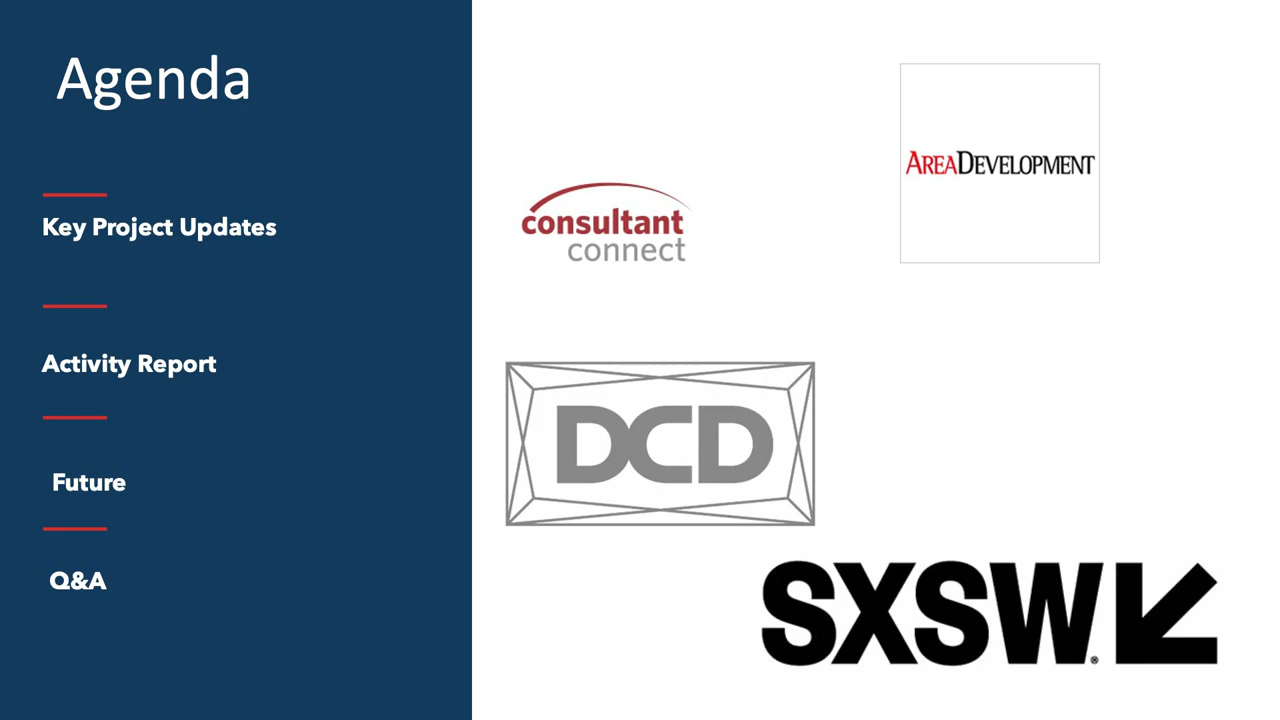 Agenda
Key Project Updates
Activity Report
Future
Q&A
AREADEVELOPMENT
consultant
connect
DCD
SXSW®